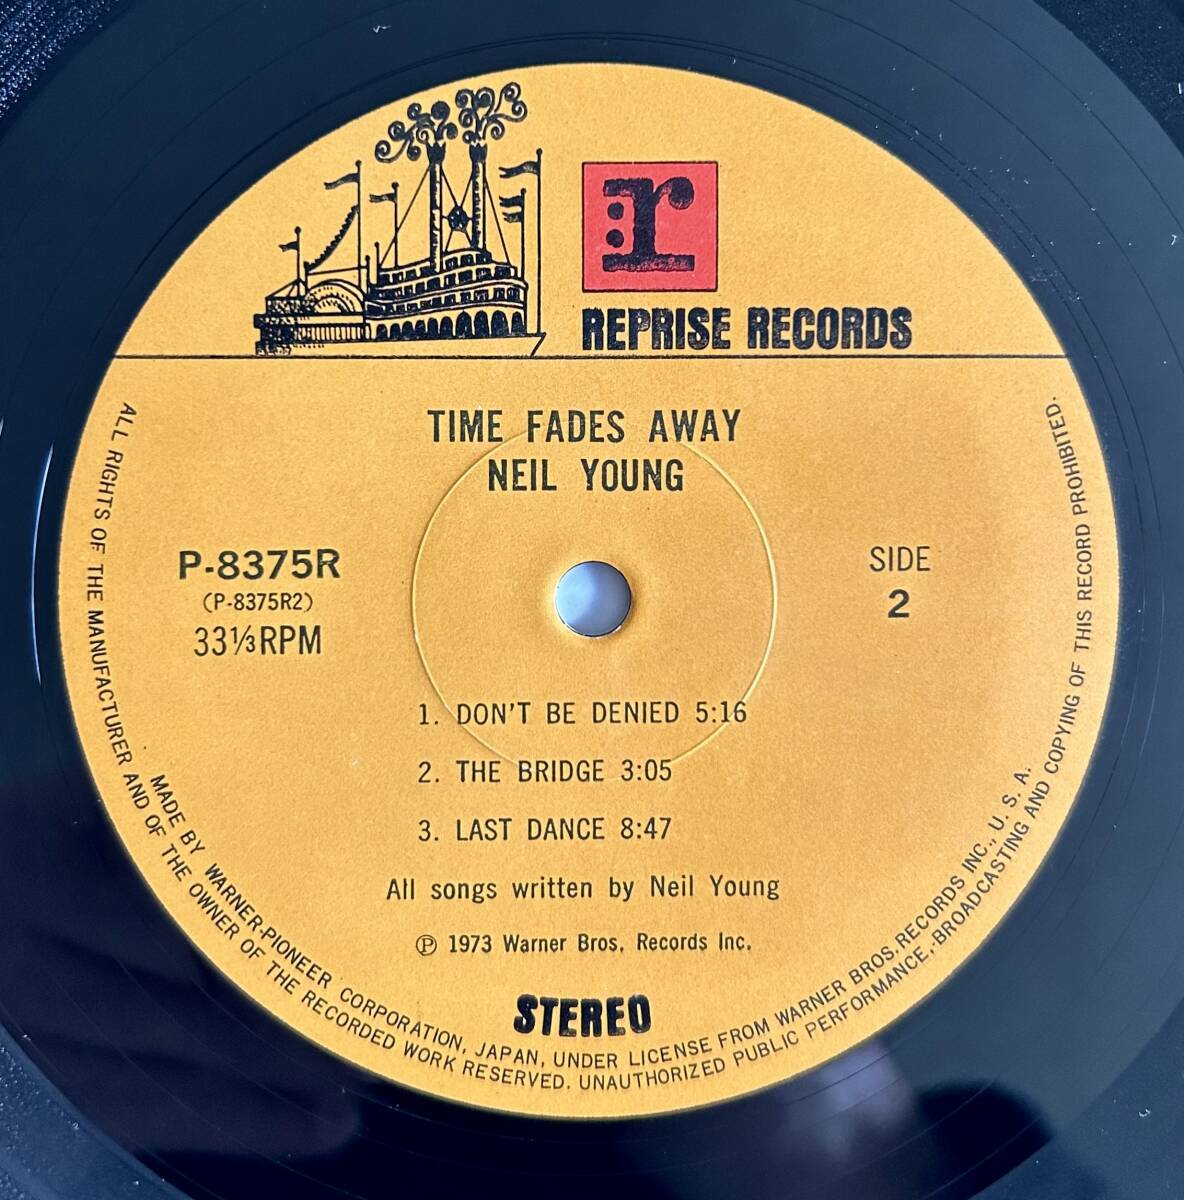 r:
REPRISE RECORDS
TIME FADES AWAY
NEIL YOUNG
P-8375R
(P-8375R2)
33⅓RPM
SIDE
2
1. DON'T BE DENIED 5:16
2. THE BRIDGE 3:05
3. LAST DANCE 8:47
All songs written by Neil Young
Ⓟ 1973 Warner Bros. Records Inc.
STEREO
MADE BY WARNER-PIONEER CORPORATION, JAPAN, UNDER LICENSE FROM WARNER BROS. RECORDS INC., U. S. A.
ALL RIGHTS OF THE MANUFACTURER AND OF THE OWNER OF THE RECORDED WORK RESERVED. UNAUTHORIZED PUBLIC PERFORMANCE, BROADCASTING AND COPYING OF THIS RECORD PROHIBITED.